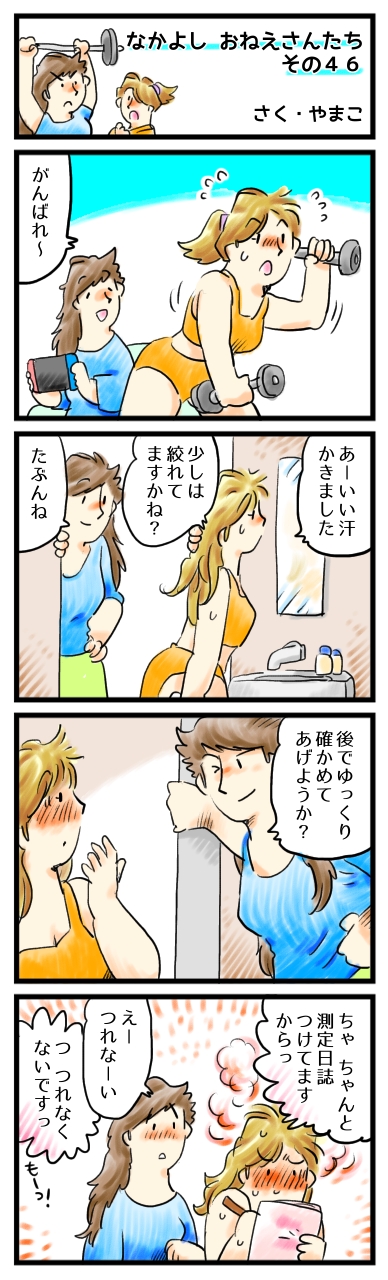 なかよし おねえさんたち
その４６
さく・やまこ
がんばれ～
あーいい汗
かきました
少しは
絞れて
ますかね？
たぶんね
後でゆっくり
確かめて
あげようか？
ちゃ ちゃんと
測定日誌
つけてます
からっ
えー
つれなーい
つ つれなく
ないですっ
もーっ！